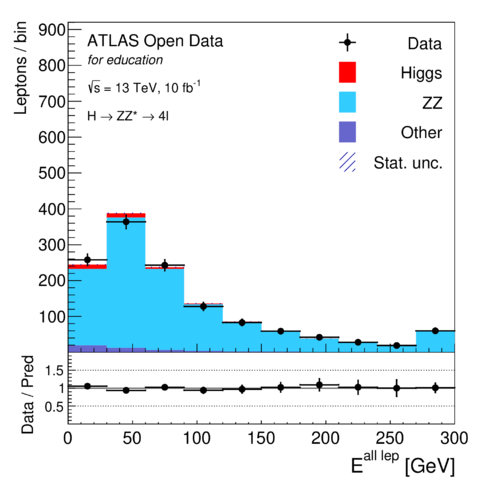 Leptons / bin
900
800
700
600
500
400
300
200
100
ATLAS Open Data
for education
√s = 13 TeV, 10 fb⁻¹
H → ZZ* → 4l
Data
Higgs
ZZ
Other
Stat. unc.
Data / Pred
1.5
1
0.5
0 50 100 150 200 250 300
E^all lep [GeV]